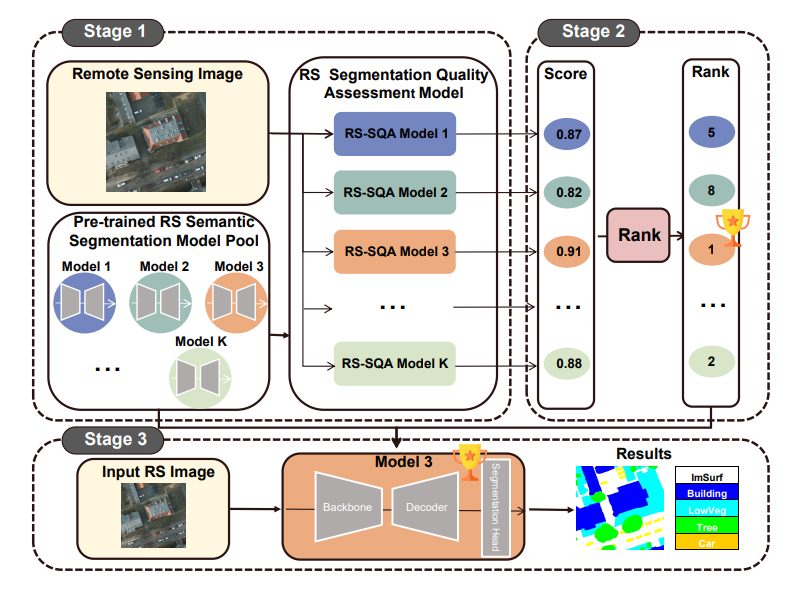 Stage 1
Remote Sensing Image
Pre-trained RS Semantic
Segmentation Model Pool
Model 1
Model 2
Model 3
...
Model K
RS Segmentation Quality
Assessment Model
RS-SQA Model 1
RS-SQA Model 2
RS-SQA Model 3
...
RS-SQA Model K
Stage 2
Score
0.87
0.82
0.91
...
0.88
Rank
Rank
5
8
1
...
2
Stage 3
Input RS Image
Model 3
Backbone
Decoder
Segmentation Head
Results
ImSurf
Building
LowVeg
Tree
Car